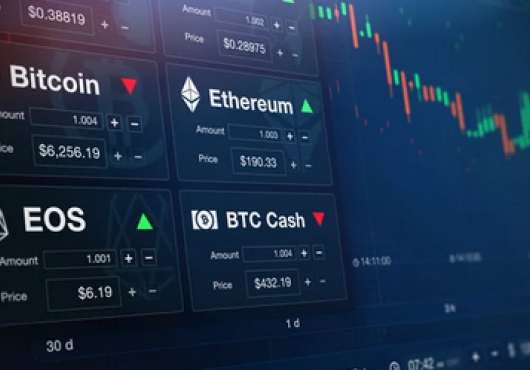 $0.38819
Amount 1.002
Price $0.28975
Bitcoin
1.004
$6,256.19
Ethereum
Amount 1.003
Price $190.33
EOS
Amount 1.001
Price $6.19
BTC Cash
Amount 1.004
Price $432.19
14:11:00
30 d
1 d
07:42